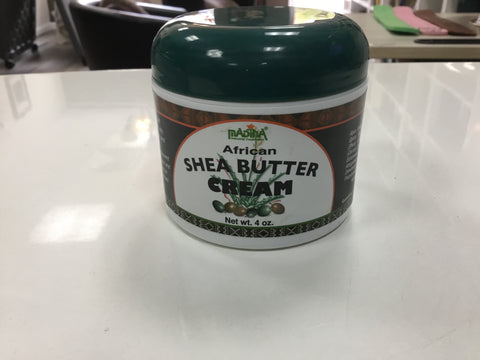 MADINA
African
SHEA BUTTER
CREAM
Net wt. 4 oz.